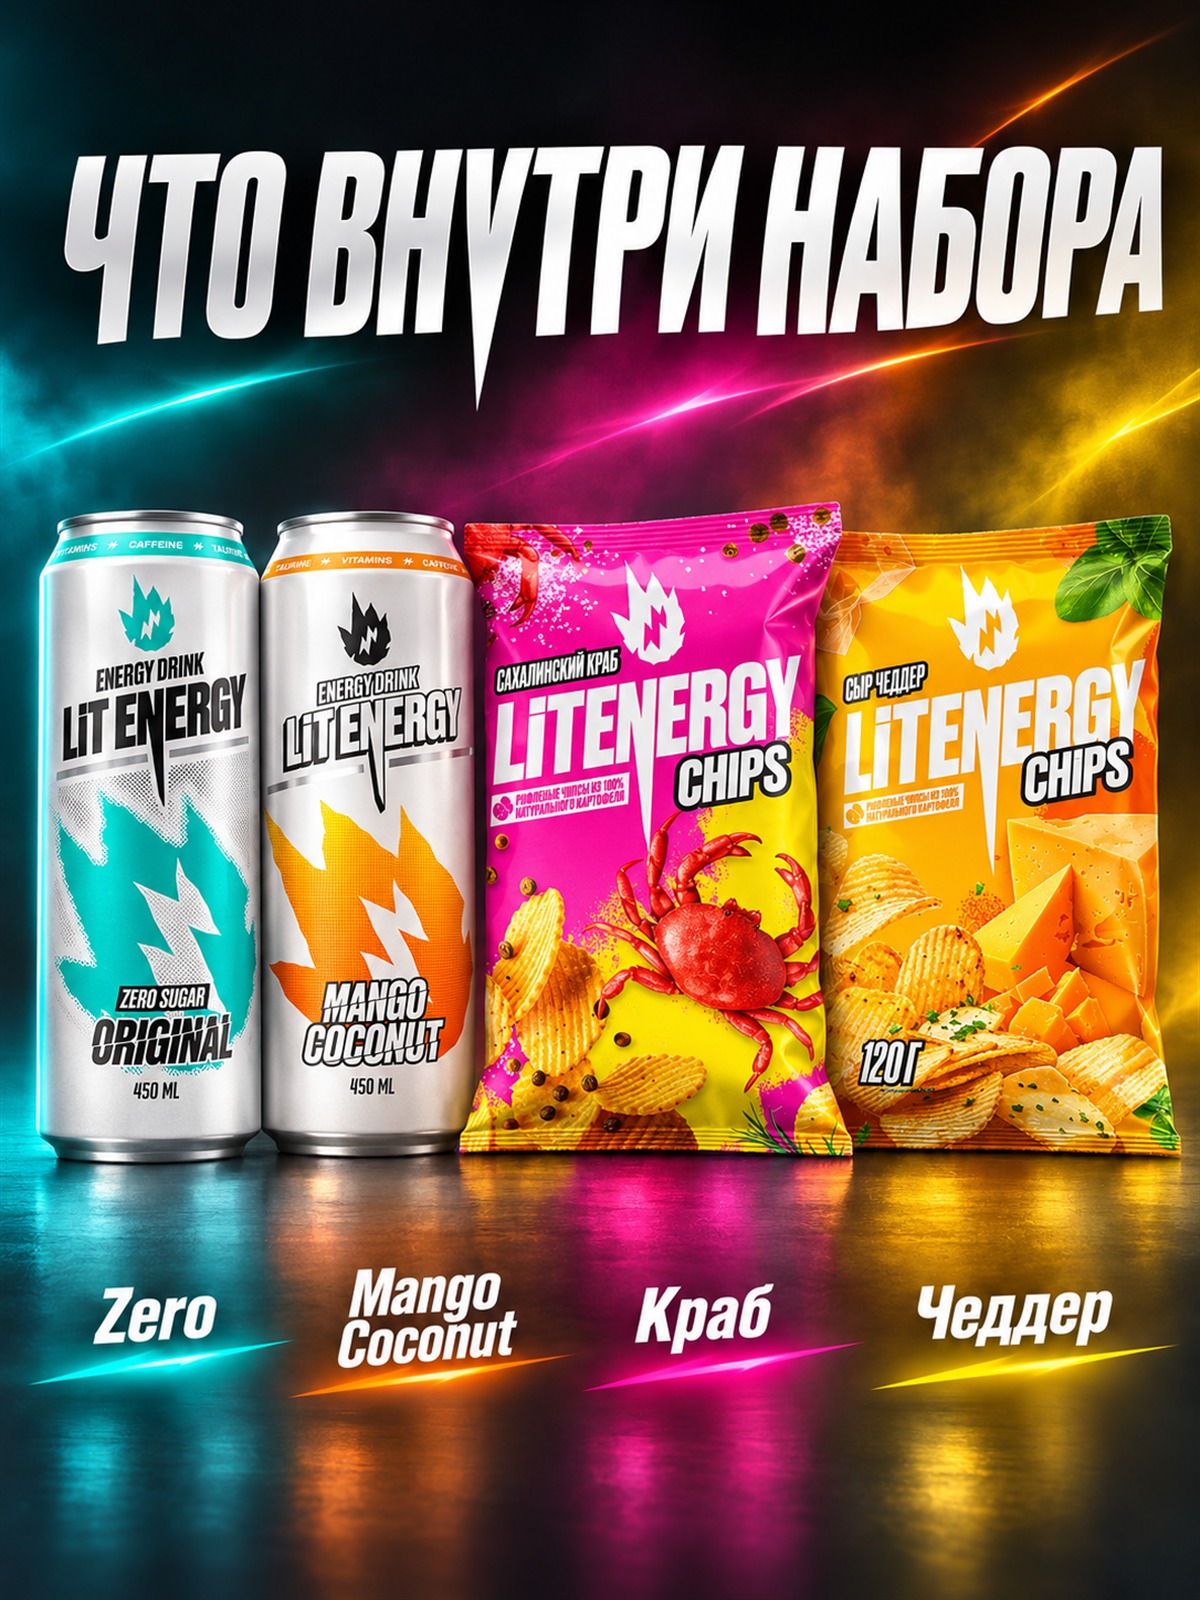 ЧТО ВНУТРИ НАБОРА
VITAMINS CAFFEINE TAURINE
ENERGY DRINK
LIT ENERGY
ZERO SUGAR
ORIGINAL
450 ML
TAURINE VITAMINS CAFFEINE
ENERGY DRINK
LIT ENERGY
MANGO
COCONUT
450 ML
САХАЛИНСКИЙ КРАБ
LITENERGY
CHIPS
РИФЛЕНЫЕ ЧИПСЫ ИЗ 100%
НАТУРАЛЬНОГО КАРТОФЕЛЯ
СЫР ЧЕДДЕР
LITENERGY
CHIPS
РИФЛЕНЫЕ ЧИПСЫ ИЗ 100%
НАТУРАЛЬНОГО КАРТОФЕЛЯ
120Г
Zero
Mango
Coconut
Краб
Чеддер